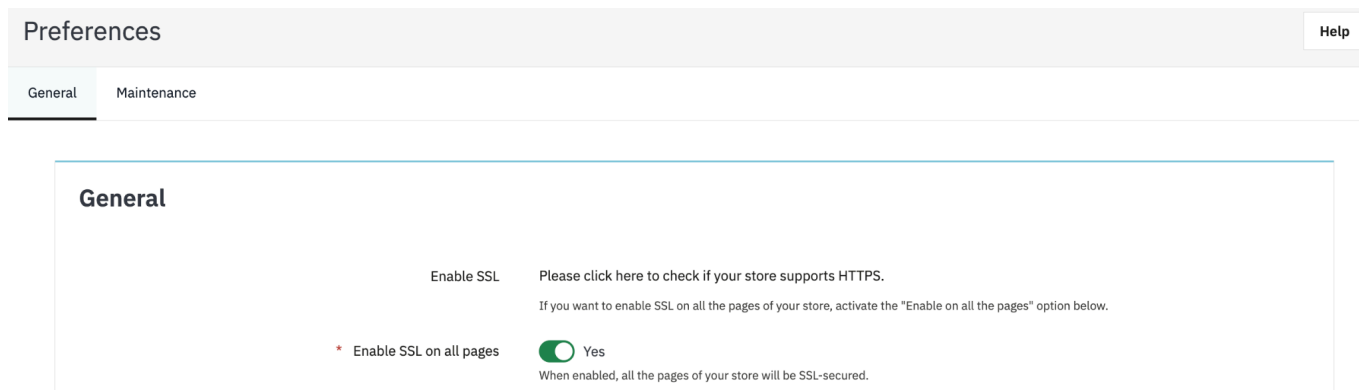 Preferences
Help
General
Maintenance
General
Enable SSL
Please click here to check if your store supports HTTPS.
If you want to enable SSL on all the pages of your store, activate the "Enable on all the pages" option below.
* Enable SSL on all pages
Yes
When enabled, all the pages of your store will be SSL-secured.